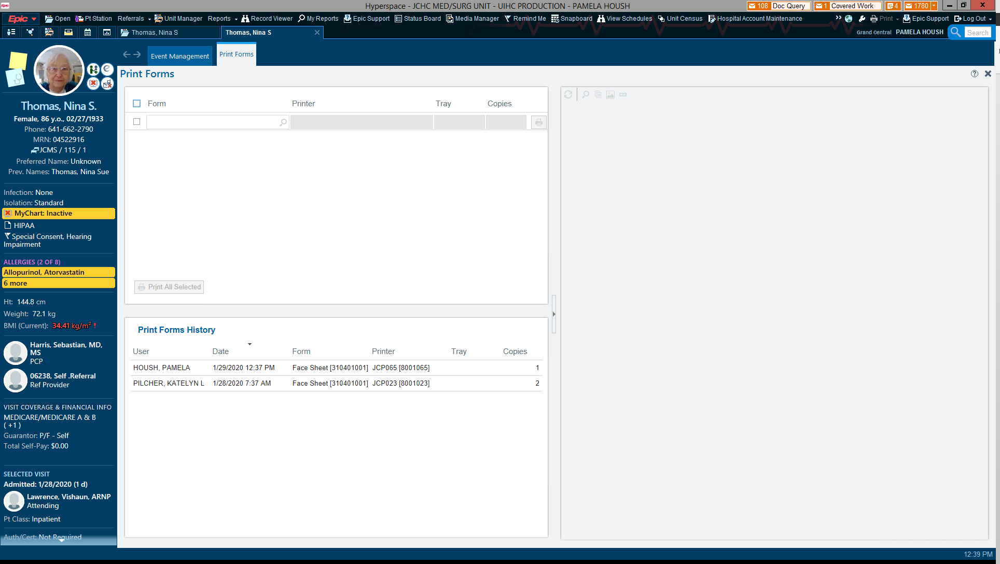 Epic Hyperspace - JCHC MED/SURG UNIT - UIHC PRODUCTION - PAMELA HOUSH 108 Doc Query 1 Covered Work 4 1780
Epic Open Pt Station Referrals Unit Manager Reports Record Viewer My Reports Epic Support Status Board Media Manager Remind Me Snapboard View Schedules Unit Census Hospital Account Maintenance Print Epic Support Log Out
Thomas, Nina S Thomas, Nina S Grand Central PAMELA HOUSH Search
Event Management Print Forms
Print Forms
Thomas, Nina S.
Female, 86 y.o., 02/27/1933
Phone: 641-662-2790
MRN: 04522916
JCMS / 115 / 1
Preferred Name: Unknown
Prev. Names: Thomas, Nina Sue
Infection: None
Isolation: Standard
MyChart: Inactive
HIPAA
Special Consent, Hearing
Impairment
ALLERGIES (2 OF 8)
Allopurinol, Atorvastatin
6 more
Ht: 144.8 cm
Weight: 72.1 kg
BMI (Current): 34.41 kg/m² !
Harris, Sebastian, MD,
MS
PCP
06238, Self .Referral
Ref Provider
VISIT COVERAGE & FINANCIAL INFO
MEDICARE/MEDICARE A & B
( +1 )
Guarantor: P/F - Self
Total Self-Pay: $0.00
SELECTED VISIT
Admitted: 1/28/2020 (1 d)
Lawrence, Vishaun, ARNP
Attending
Pt Class: Inpatient
Auth/Cert: Not Required
Form Printer Tray Copies
Print All Selected
Print Forms History
User Date Form Printer Tray Copies
HOUSH, PAMELA 1/29/2020 12:37 PM Face Sheet [310401001] JCP065 [8001065] 1
PILCHER, KATELYN L 1/28/2020 7:37 AM Face Sheet [310401001] JCP023 [8001023] 2
12:39 PM